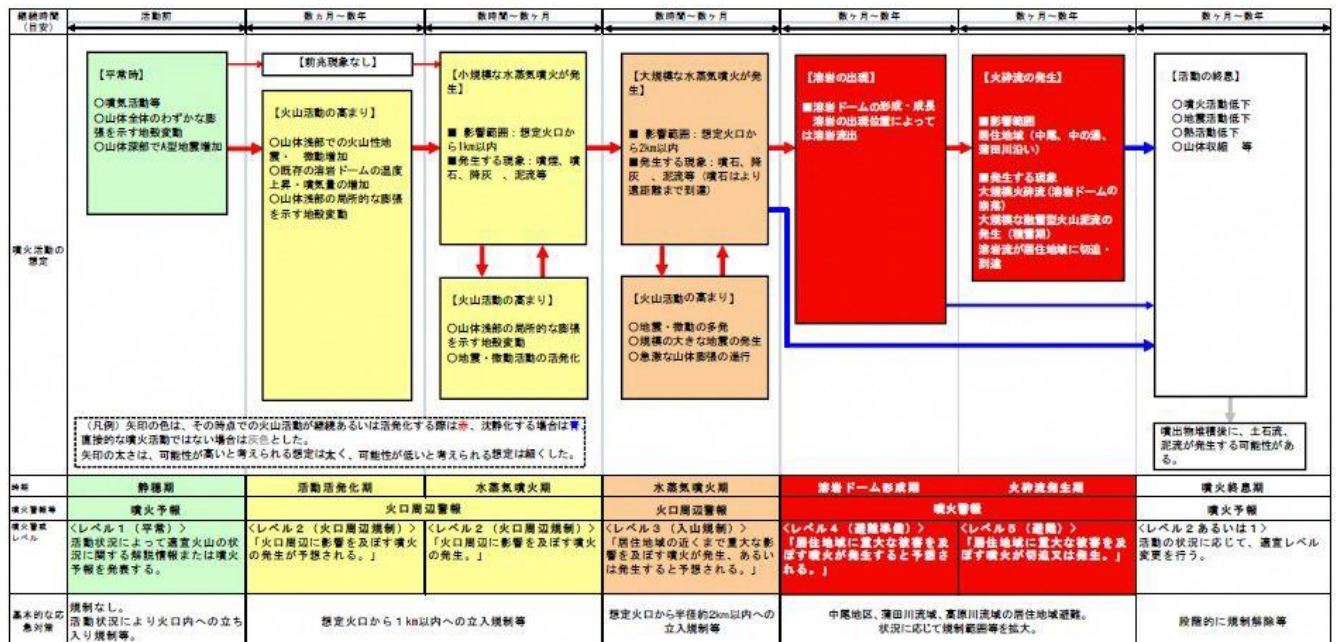 継続時間
(目安)
活動前
数ヵ月～数年
数時間～数ヶ月
数時間～数ヶ月
数ヶ月～数年
数ヶ月～数年
数ヶ月～数年
噴火活動の
想定
【平常時】
○噴気活動等
○山体全体のわずかな膨
張を示す地殻変動
○山体深部でA型地震増加
【前兆現象なし】
【火山活動の高まり】
○山体浅部での火山性地
震・ 微動増加
○既存の溶岩ドームの温度
上昇・噴気量の増加
○山体浅部の局所的な膨張
を示す地殻変動
【小規模な水蒸気噴火が発
生】
■ 影響範囲：想定火口か
ら1km以内
■発生する現象：噴煙、噴
石、降灰 、泥流等
【火山活動の高まり】
○山体浅部の局所的な膨張
を示す地殻変動
○地震・微動活動の活発化
【大規模な水蒸気噴火が発
生】
■ 影響範囲：想定火口か
ら2km以内
■発生する現象：噴石、降
灰 、泥流等（噴石はより
遠距離まで到達）
【火山活動の高まり】
○地震・微動の多発
○規模の大きな地震の発生
○急激な山体膨張の進行
【溶岩の出現】
■溶岩ドームの形成・成長
溶岩の出現位置によって
は溶岩流出
【火砕流の発生】
■影響範囲
居住地域（中尾、中の湯、
蒲田川沿い）
■発生する現象
大規模火砕流(溶岩ドームの
崩落)
大規模な融雪型火山泥流の
発生（積雪期）
溶岩流が居住地域に切迫・
到達
【活動の終息】
○噴火活動低下
○地震活動低下
○熱活動低下
○山体収縮 等
噴出物堆積後に、土石流、
泥流が発生する可能性があ
る。
（凡例）矢印の色は、その時点での火山活動が継続あるいは活発化する際は赤、沈静化する場合は青、
直接的な噴火活動ではない場合は灰色とした。
矢印の太さは、可能性が高いと考えられる想定は太く、可能性が低いと考えられる想定は細くした。
時期
静穏期
活動活発化期
水蒸気噴火期
水蒸気噴火期
溶岩ドーム形成期
火砕流発生期
噴火終息期
噴火警報等
噴火予報
火口周辺警報
火口周辺警報
噴火警報
噴火予報
噴火警戒
レベル
<レベル１（平常）>
活動状況によって適宜火山の状
況に関する解説情報または噴火
予報を発表する。
<レベル２（火口周辺規制）>
「火口周辺に影響を及ぼす噴火
の発生が予想される。」
<レベル２（火口周辺規制）>
「火口周辺に影響を及ぼす噴火
の発生。」
<レベル３（入山規制）>
「居住地域の近くまで重大な影
響を及ぼす噴火が発生、あるい
は発生すると予想される。」
<レベル４（避難準備）>
「居住地域に重大な被害を及
ぼす噴火が発生すると予想さ
れる。」
<レベル５（避難）>
「居住地域に重大な被害を及
ぼす噴火が切迫又は発生。」
<レベル２あるいは１>
活動の状況に応じて、適宜レベル
変更を行う。
基本的な応
急対策
規制なし。
活動状況により火口内への立ち
入り規制等。
想定火口から１km以内への立入規制等
想定火口から半径約2km以内への
立入規制等
中尾地区、蒲田川流域、高原川流域の居住地域避難。
状況に応じて規制範囲等を拡大。
段階的に規制解除等